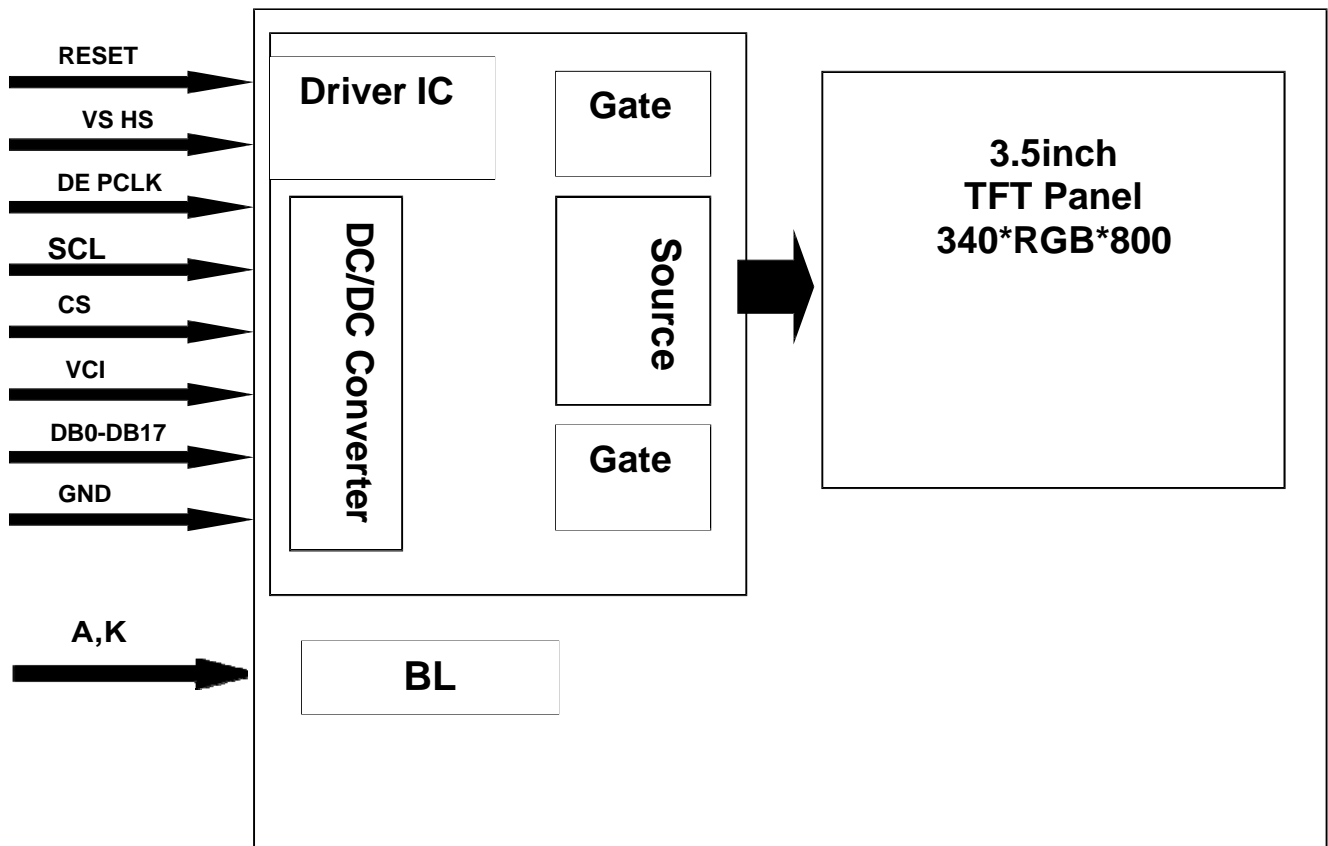 RESET
VS HS
DE PCLK
SCL
CS
VCI
DB0-DB17
GND
A,K
Driver IC
DC/DC Converter
Gate
Source
Gate
BL
3.5inch
TFT Panel
340*RGB*800